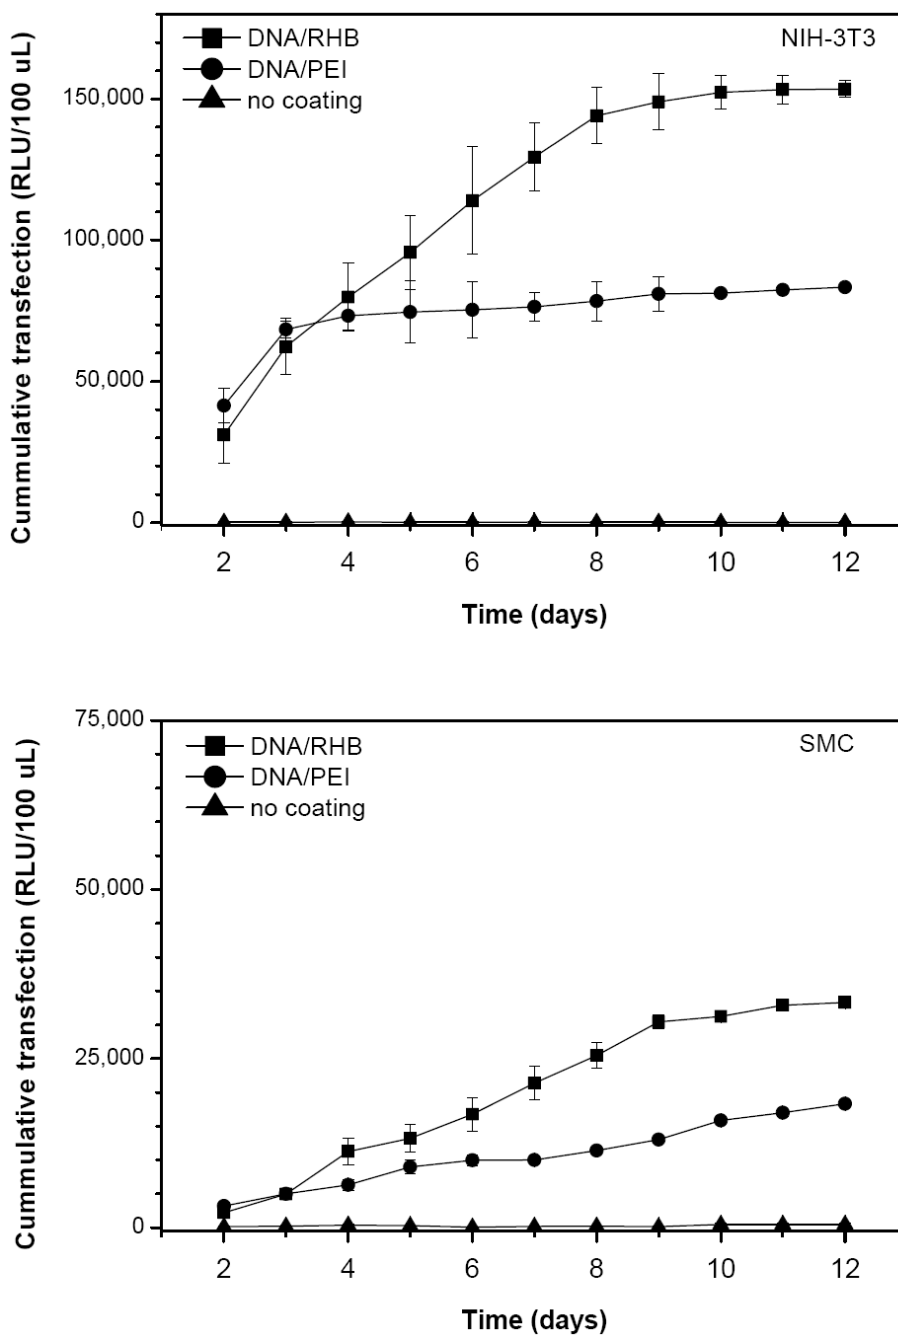 DNA/RHB
NIH-3T3
DNA/PEI
no coating
150,000
100,000
50,000
0
2 4 6 8 10 12
Time (days)
Cummulative transfection (RLU/100 uL)
75,000
DNA/RHB
SMC
DNA/PEI
no coating
50,000
25,000
0
2 4 6 8 10 12
Time (days)
Cummulative transfection (RLU/100 uL)